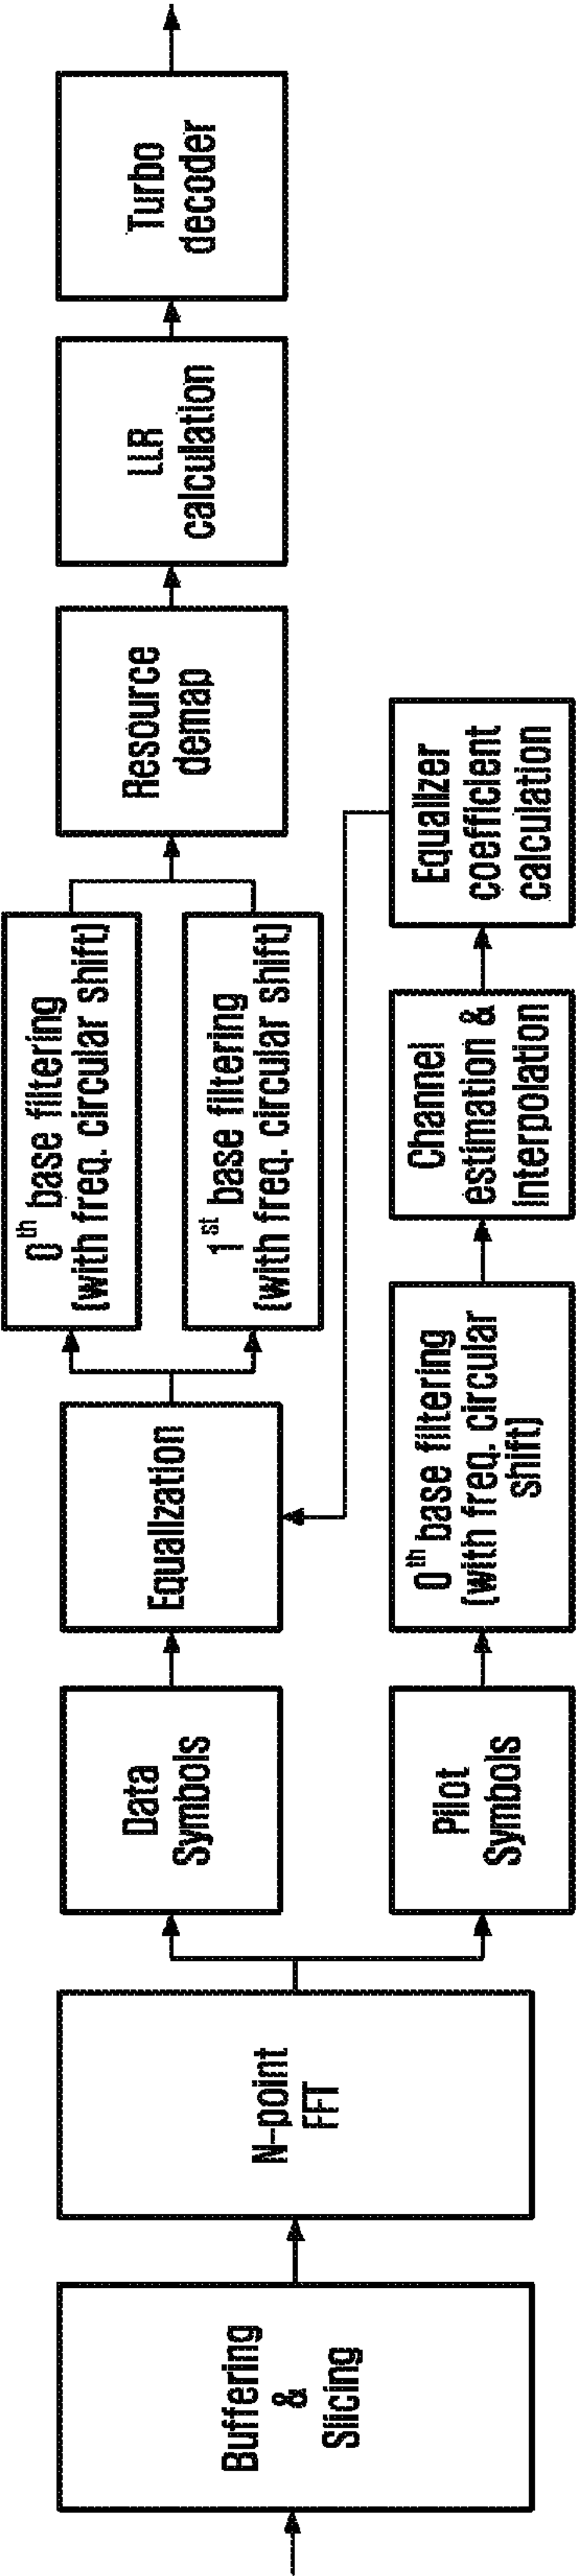 Buffering
&
Slicing
N-point
FFT
Data
Symbols
Pilot
Symbols
Equalization
0th base filtering
(with freq. circular
shift)
0th base filtering
(with freq. circular shift)
1st base filtering
(with freq. circular shift)
Channel
estimation &
interpolation
Equalizer
coefficient
calculation
Resource
demap
LLR
calculation
Turbo
decoder